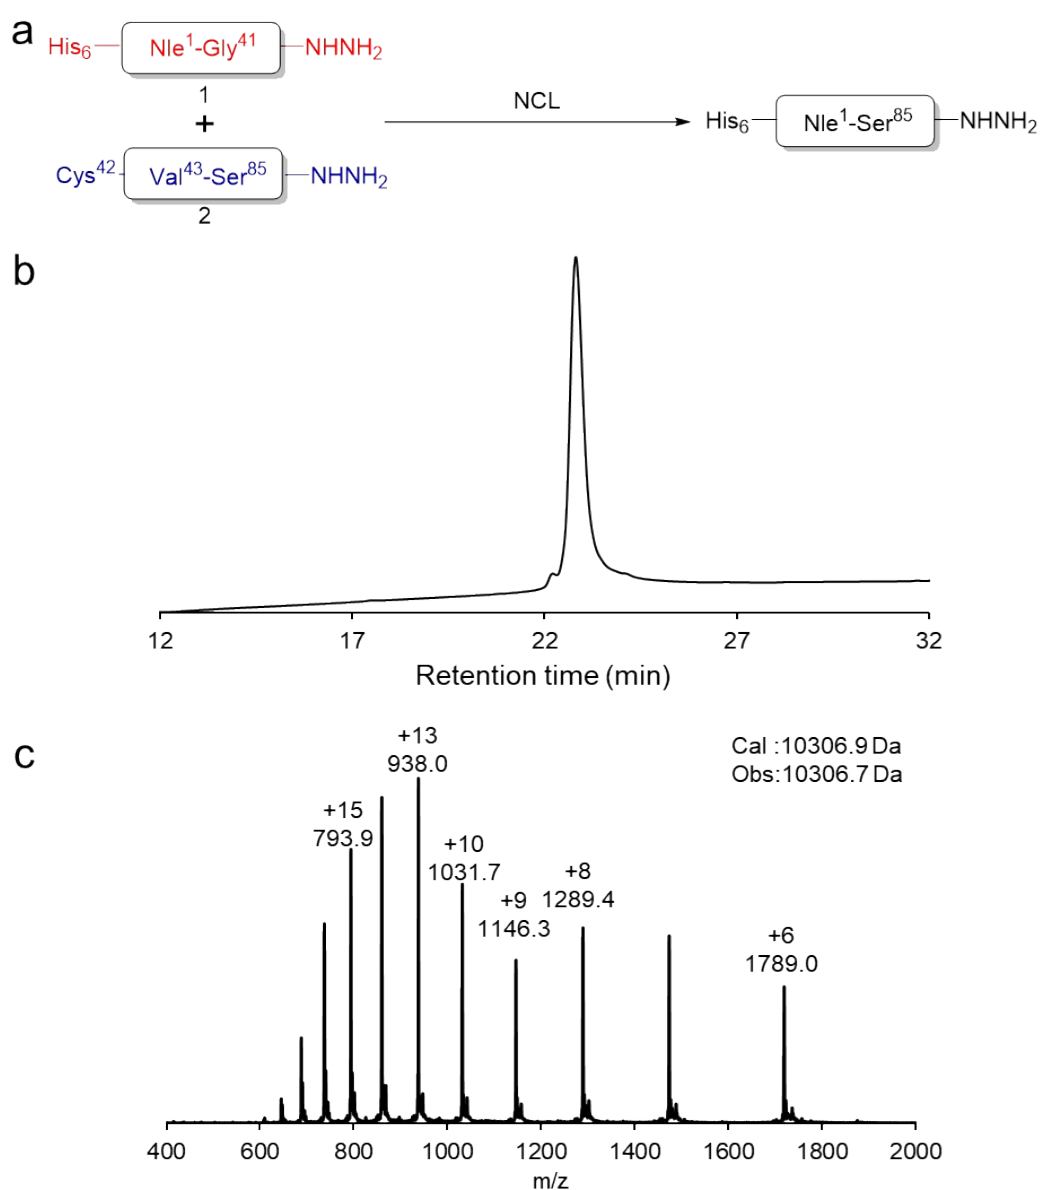 a
His6 Nle1-Gly41 NHNH2
1
+
Cys42 Val43-Ser85 NHNH2
2
NCL
His6 Nle1-Ser85 NHNH2
b
12 17 22 27 32
Retention time (min)
c
Cal :10306.9 Da
Obs:10306.7 Da
+15
793.9
+13
938.0
+10
1031.7
+9
1146.3
+8
1289.4
+6
1789.0
400 600 800 1000 1200 1400 1600 1800 2000
m/z